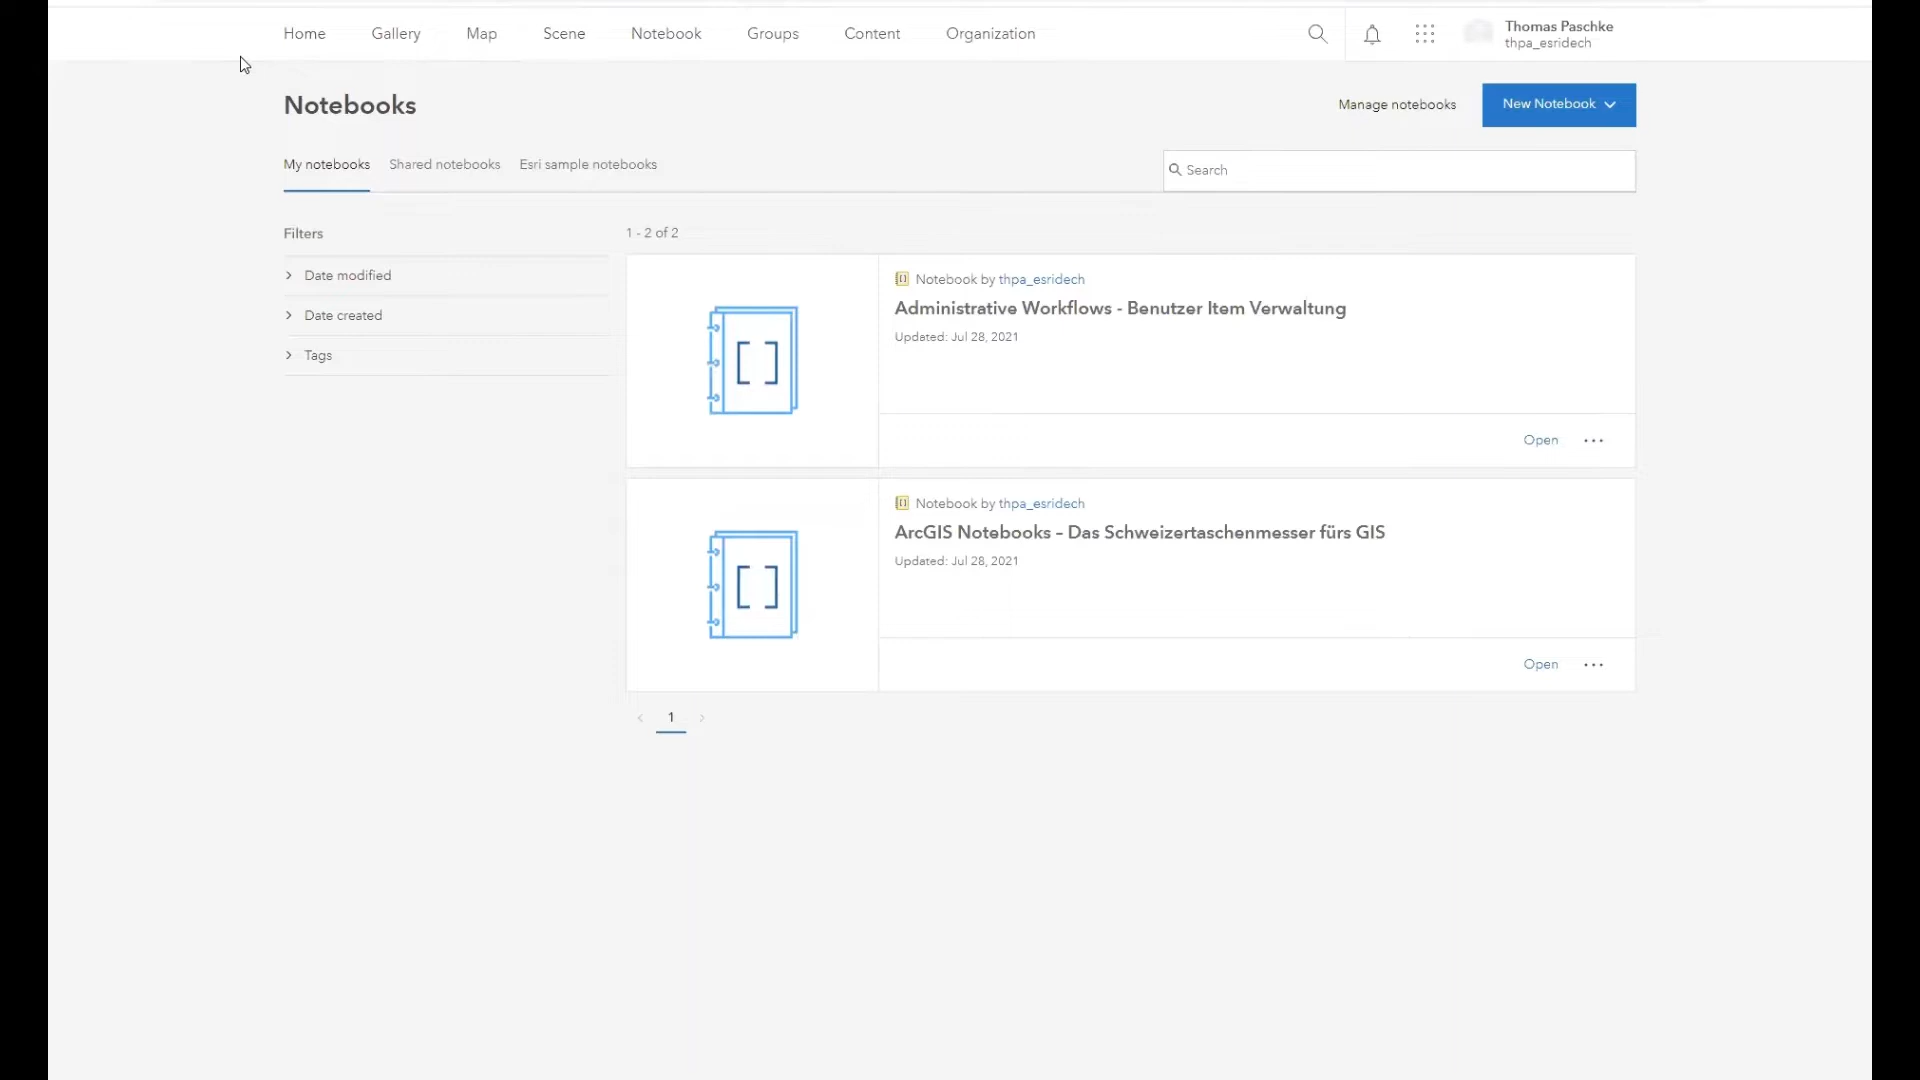 Home Gallery Map Scene Notebook Groups Content Organization
Thomas Paschke
thpa_esridech
Notebooks
Manage notebooks
New Notebook
My notebooks Shared notebooks Esri sample notebooks
Search
Filters
Date modified
Date created
Tags
1 - 2 of 2
Notebook by thpa_esridech
Administrative Workflows - Benutzer Item Verwaltung
Updated: Jul 28, 2021
Open
Notebook by thpa_esridech
ArcGIS Notebooks – Das Schweizertaschenmesser fürs GIS
Updated: Jul 28, 2021
Open
1